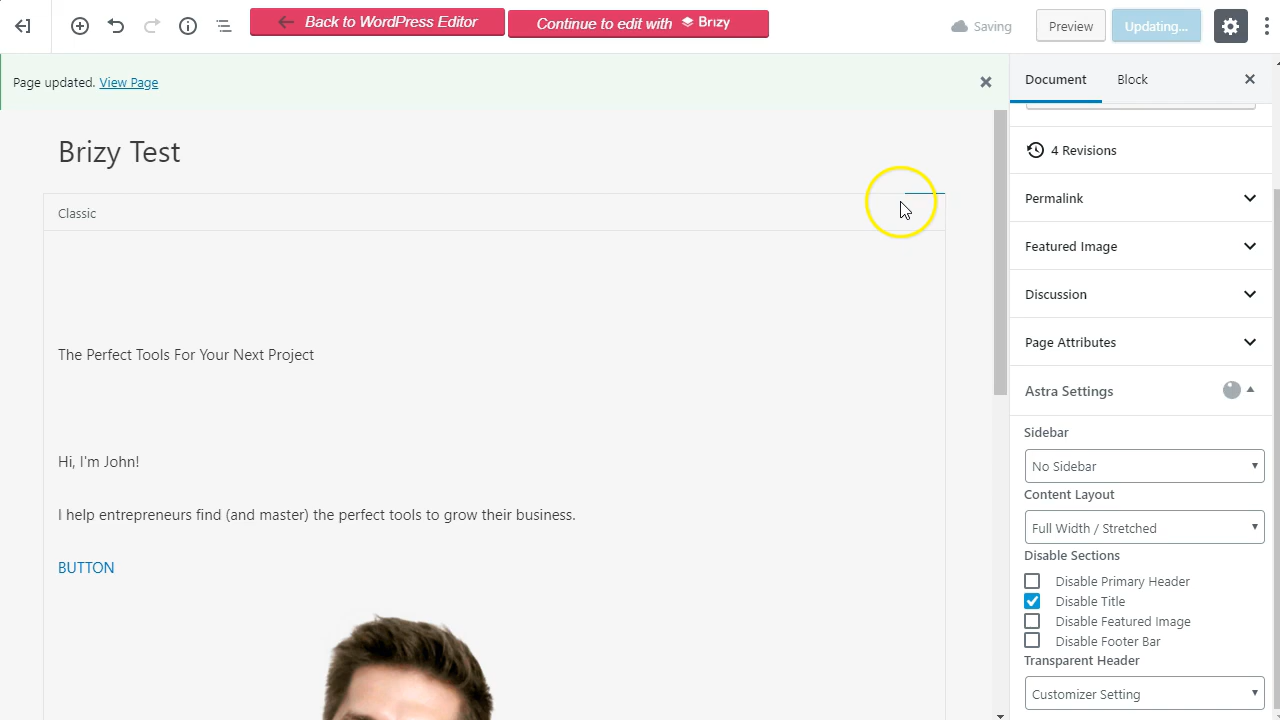 Back to WordPress Editor
Continue to edit with Brizy
Saving
Preview
Updating...
Page updated. View Page
Document
Block
Brizy Test
4 Revisions
Classic
Permalink
Featured Image
Discussion
The Perfect Tools For Your Next Project
Page Attributes
Astra Settings
Sidebar
Hi, I'm John!
No Sidebar
Content Layout
I help entrepreneurs find (and master) the perfect tools to grow their business.
Full Width / Stretched
Disable Sections
BUTTON
Disable Primary Header
Disable Title
Disable Featured Image
Disable Footer Bar
Transparent Header
Customizer Setting